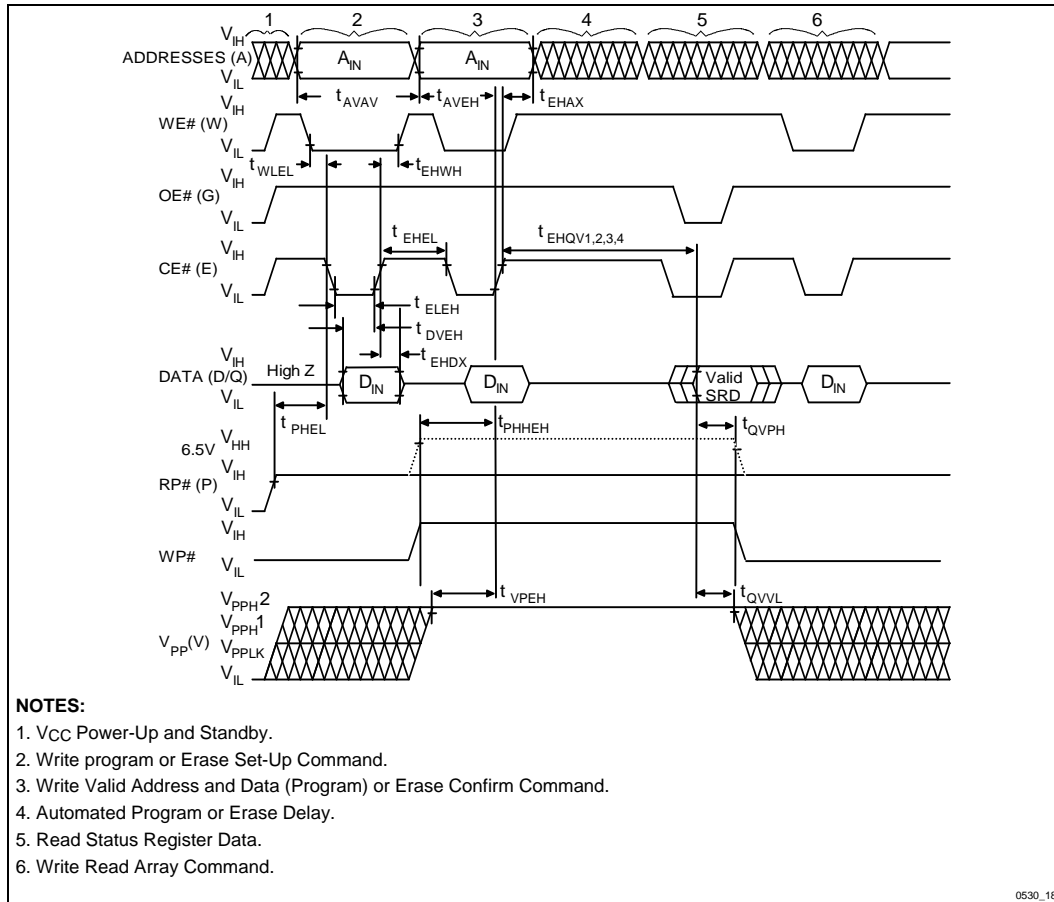 1 2 3 4 5 6
VIH
ADDRESSES (A) AIN AIN
VIL
tAVAV tAVEH tEHAX
VIH
WE# (W)
VIL
tWLEL tEHWH
VIH
OE# (G)
VIL
tEHEL tEHQV1,2,3,4
VIH
CE# (E)
VIL
tELEH
tDVEH
tEHDX
VIH
DATA (D/Q) High Z DIN DIN Valid SRD DIN
VIL
tPHEL tPHHEH tQVPH
6.5V VHH
VIH
RP# (P)
VIL
VIH
WP#
VIL
tVPEH tQVVL
VPPH2
VPPH1
VPP(V) VPPLK
VIL
NOTES:
1. VCC Power-Up and Standby.
2. Write program or Erase Set-Up Command.
3. Write Valid Address and Data (Program) or Erase Confirm Command.
4. Automated Program or Erase Delay.
5. Read Status Register Data.
6. Write Read Array Command.
0530_18